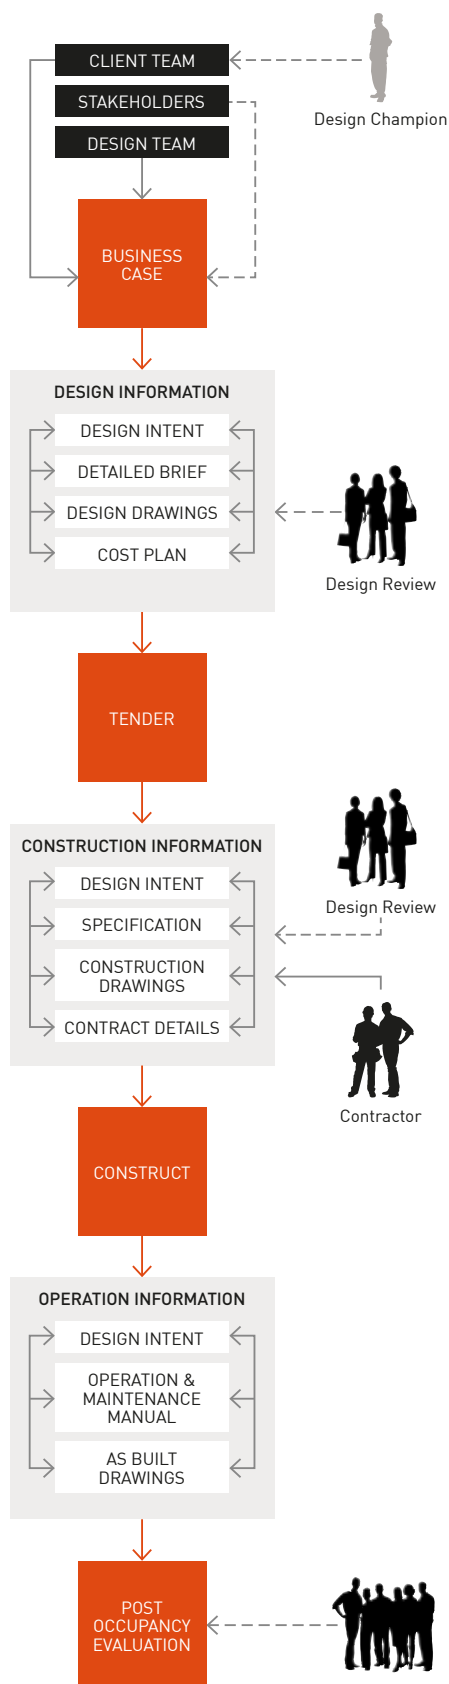 CLIENT TEAM
Design Champion
STAKEHOLDERS
DESIGN TEAM
BUSINESS
CASE
DESIGN INFORMATION
DESIGN INTENT
DETAILED BRIEF
DESIGN DRAWINGS
COST PLAN
Design Review
TENDER
CONSTRUCTION INFORMATION
DESIGN INTENT
SPECIFICATION
CONSTRUCTION
DRAWINGS
CONTRACT DETAILS
Design Review
Contractor
CONSTRUCT
OPERATION INFORMATION
DESIGN INTENT
OPERATION &
MAINTENANCE
MANUAL
AS BUILT
DRAWINGS
POST
OCCUPANCY
EVALUATION